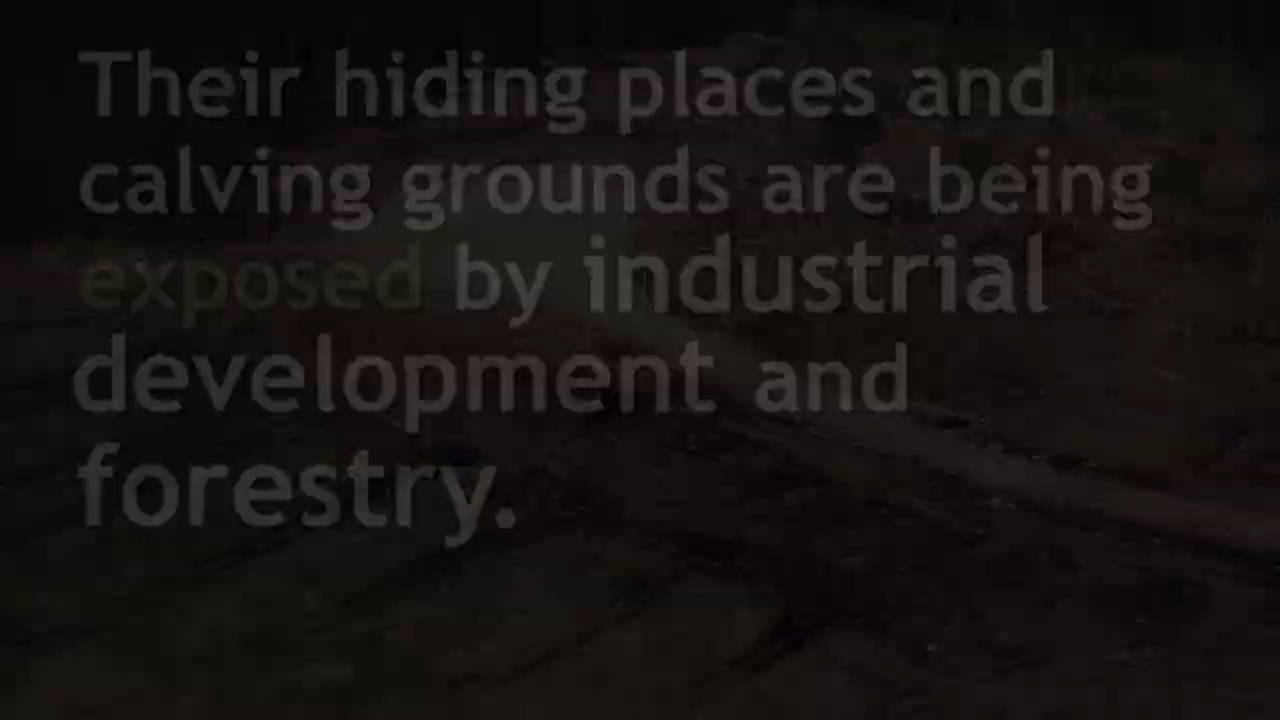 Their hiding places and
calving grounds are being
exposed by industrial
development and
forestry.